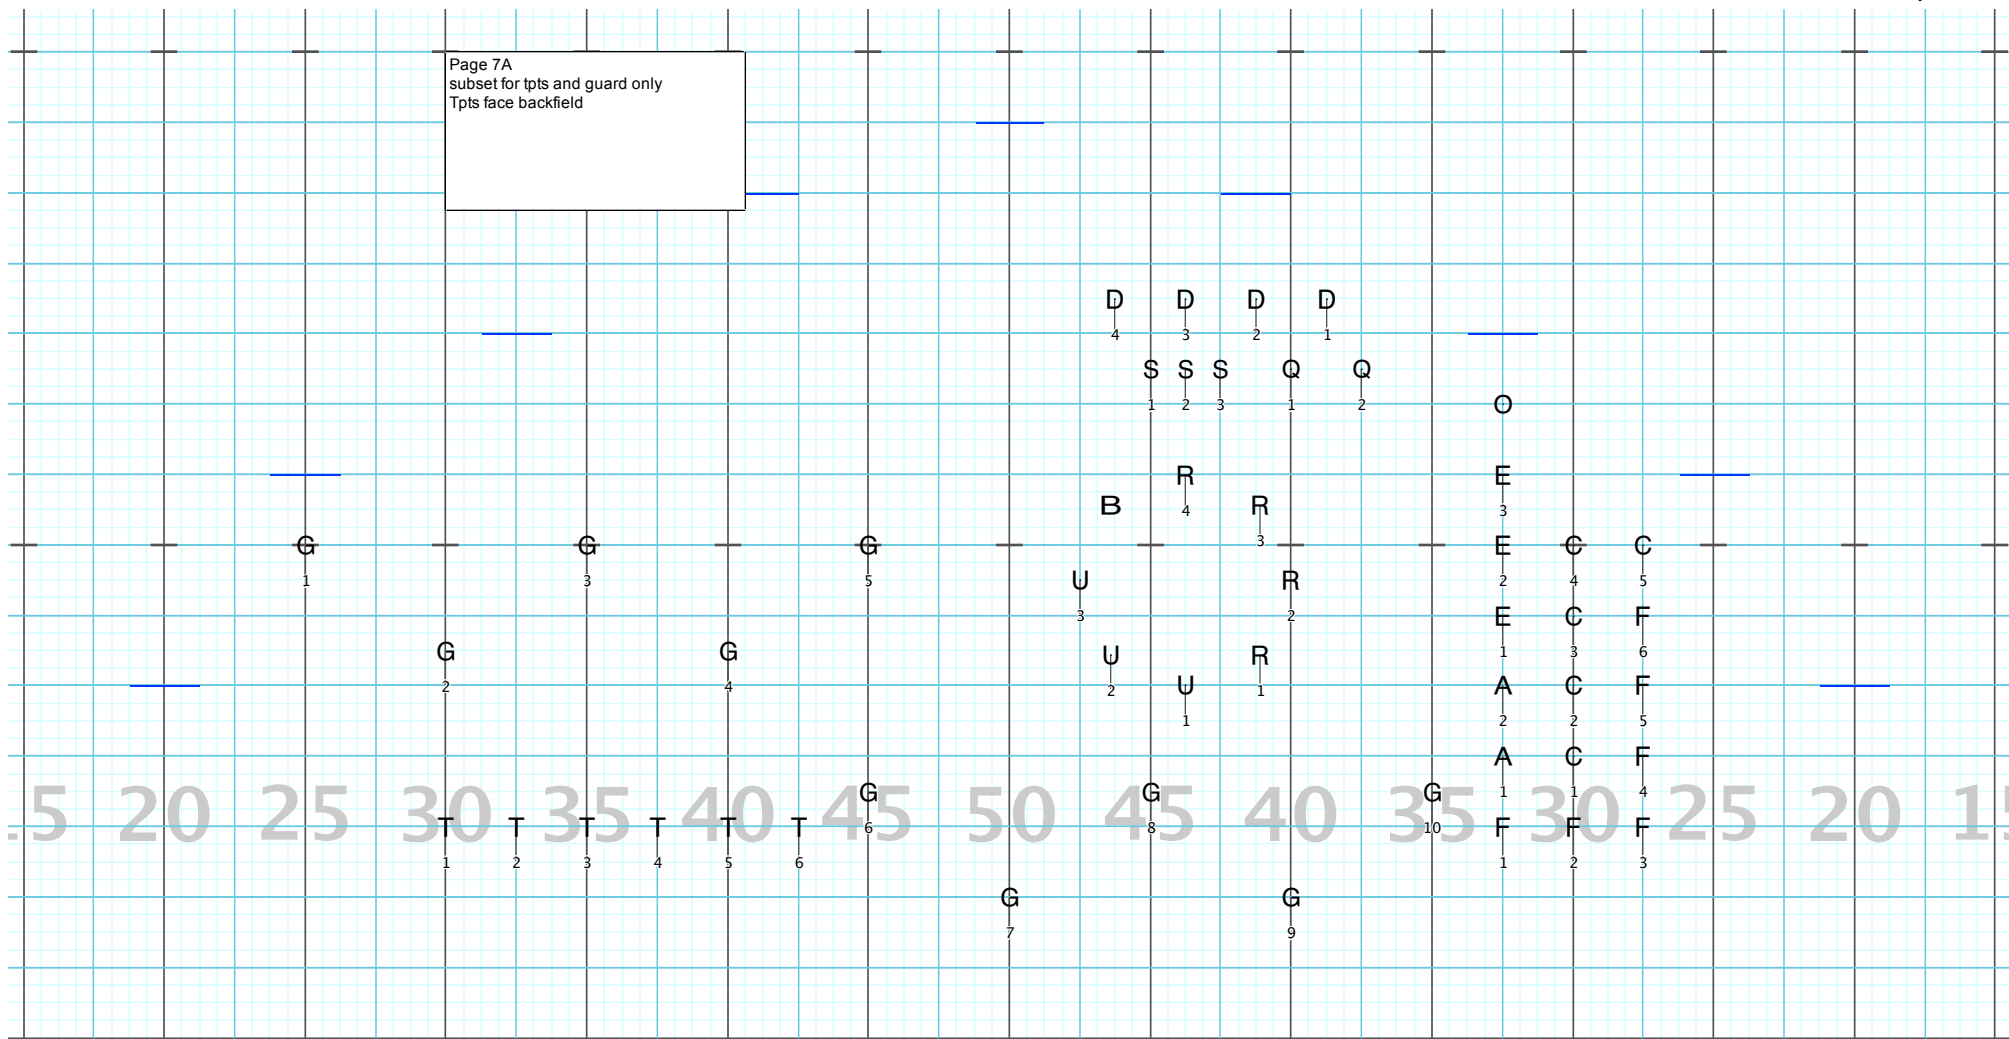 Page 7A
subset for tpts and guard only
Tpts face backfield
D D D D
4 3 2 1
S S S Q Q
1 2 3 1 2
O
R E
4 3
B R
3
G G G E C C
1 3 5 2 4 5
U R
3 2
E C F
1 3 6
G G U R
2 4 2 1
U A C F
1 2 2 5
A C F
1 1 4
G G G
6 8 10
5 20 25 30 35 40 45 50 45 40 35 30 25 20 15
T T T T T T F F F
1 2 3 4 5 6 1 2 3
G G
7 9